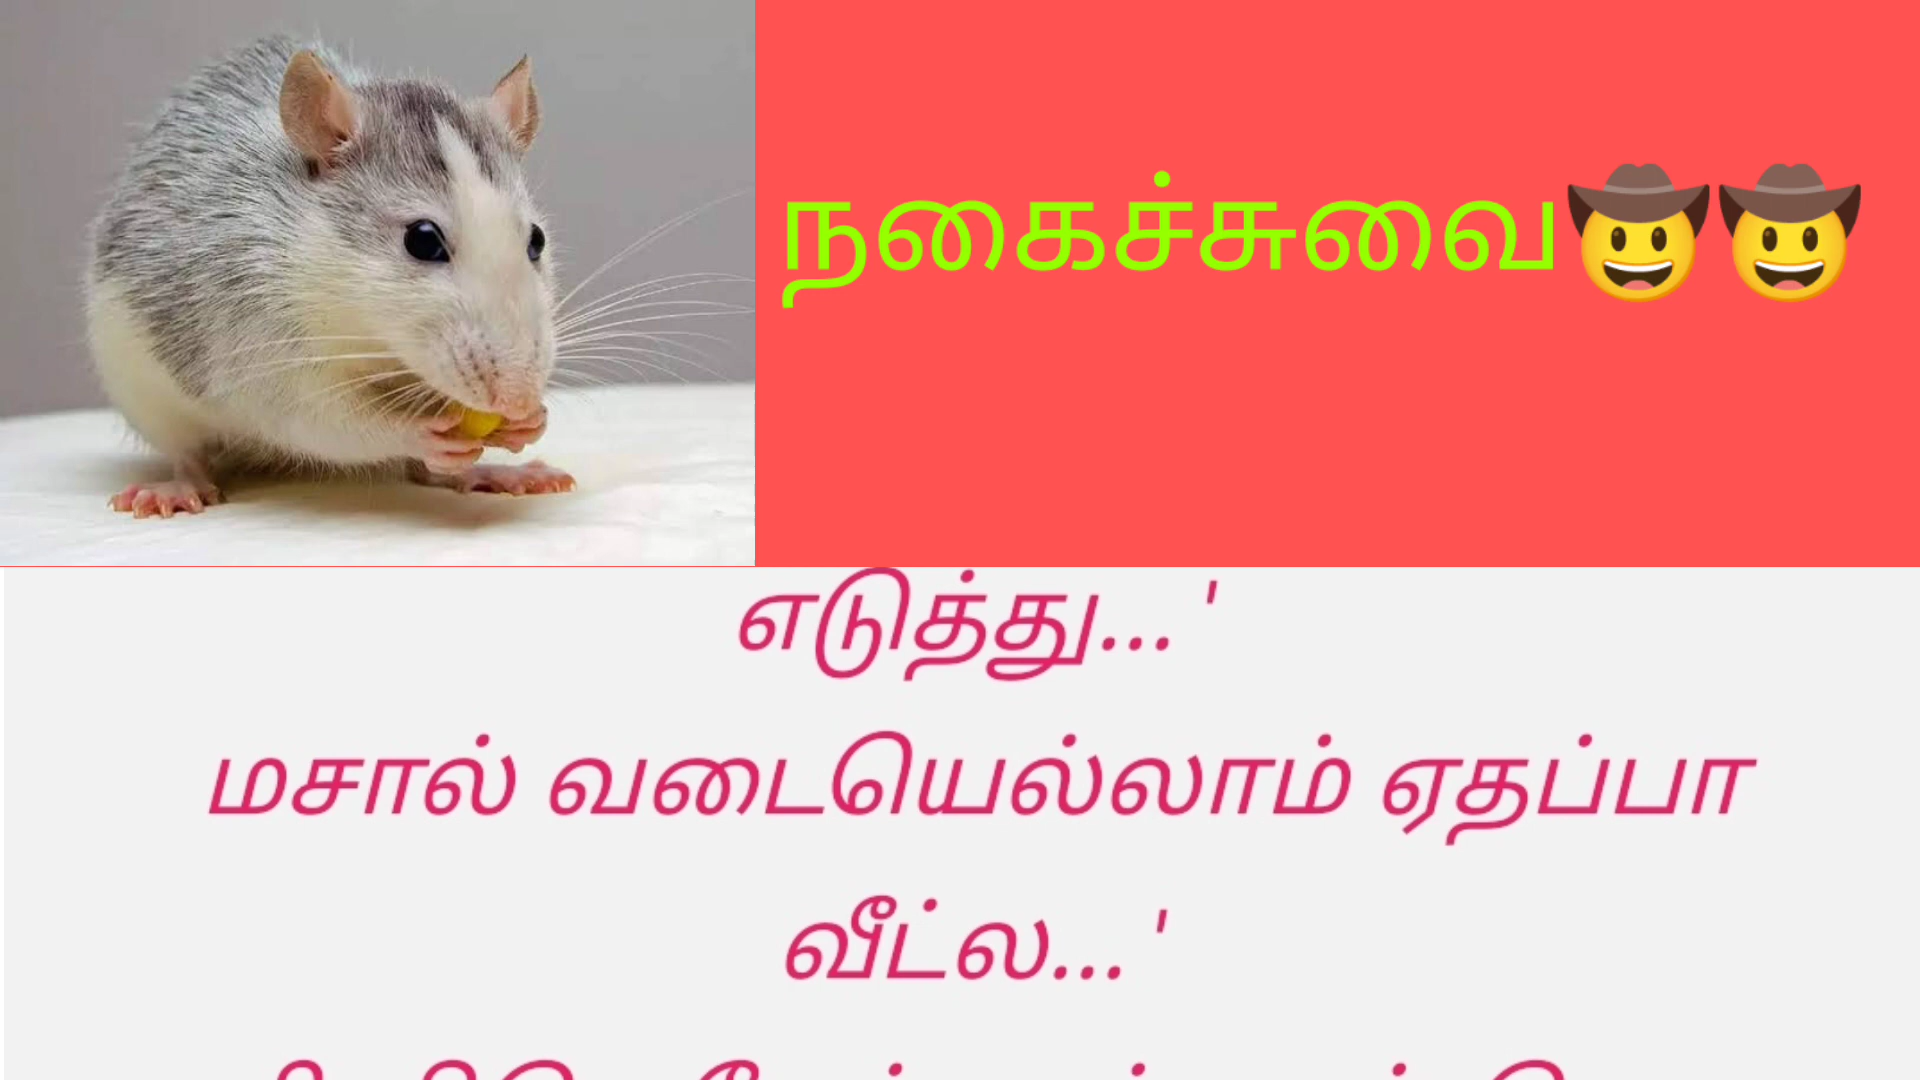 நகைச்சுவை🤠🤠
எடுத்து...'
மசால் வடையெல்லாம் ஏதப்பா
வீட்ல...'